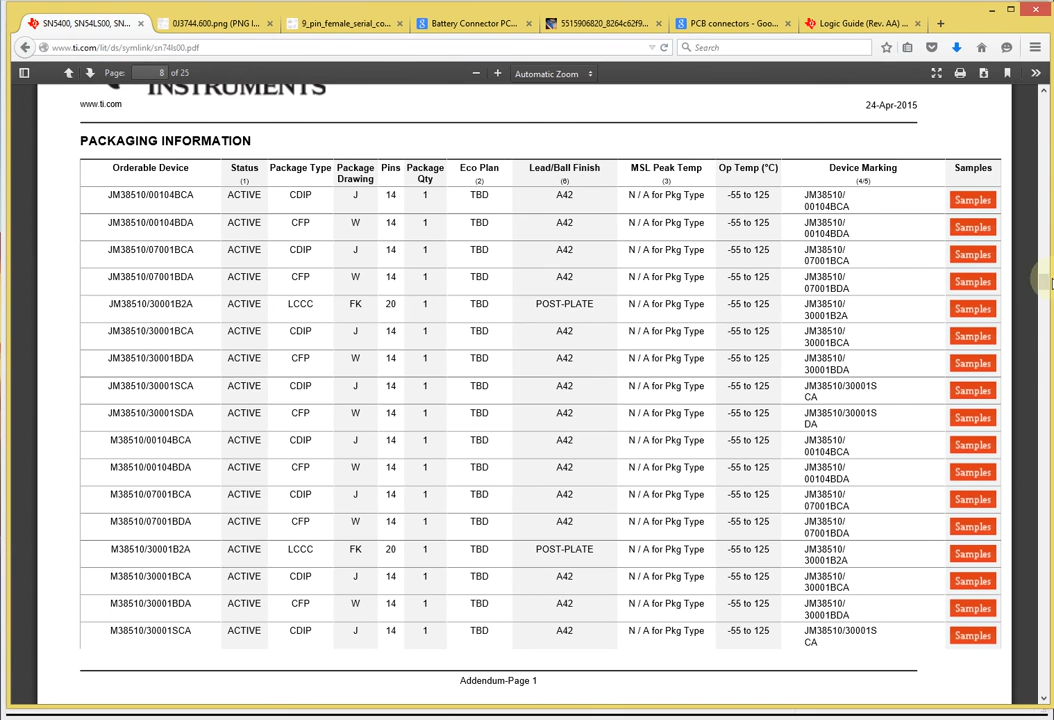 SN5400, SN54LS00, SN...
0J3744.600.png (PNG I...
9_pin_female_serial_co...
Battery Connector PC...
5515906820_8264c62f9...
PCB connectors - Goo...
Logic Guide (Rev. AA) ...
www.ti.com/lit/ds/symlink/sn74ls00.pdf
Search
Page: 8 of 25
Automatic Zoom
INSTRUMENTS
www.ti.com
24-Apr-2015
PACKAGING INFORMATION
Orderable Device Status Package Type Package Pins Package Eco Plan Lead/Ball Finish MSL Peak Temp Op Temp (°C) Device Marking Samples
(1) Drawing Qty (2) (6) (3) (4/5)
JM38510/00104BCA ACTIVE CDIP J 14 1 TBD A42 N / A for Pkg Type -55 to 125 JM38510/ Samples
00104BCA
JM38510/00104BDA ACTIVE CFP W 14 1 TBD A42 N / A for Pkg Type -55 to 125 JM38510/ Samples
00104BDA
JM38510/07001BCA ACTIVE CDIP J 14 1 TBD A42 N / A for Pkg Type -55 to 125 JM38510/ Samples
07001BCA
JM38510/07001BDA ACTIVE CFP W 14 1 TBD A42 N / A for Pkg Type -55 to 125 JM38510/ Samples
07001BDA
JM38510/30001B2A ACTIVE LCCC FK 20 1 TBD POST-PLATE N / A for Pkg Type -55 to 125 JM38510/ Samples
30001B2A
JM38510/30001BCA ACTIVE CDIP J 14 1 TBD A42 N / A for Pkg Type -55 to 125 JM38510/ Samples
30001BCA
JM38510/30001BDA ACTIVE CFP W 14 1 TBD A42 N / A for Pkg Type -55 to 125 JM38510/ Samples
30001BDA
JM38510/30001SCA ACTIVE CDIP J 14 1 TBD A42 N / A for Pkg Type -55 to 125 JM38510/30001S Samples
CA
JM38510/30001SDA ACTIVE CFP W 14 1 TBD A42 N / A for Pkg Type -55 to 125 JM38510/30001S Samples
DA
M38510/00104BCA ACTIVE CDIP J 14 1 TBD A42 N / A for Pkg Type -55 to 125 JM38510/ Samples
00104BCA
M38510/00104BDA ACTIVE CFP W 14 1 TBD A42 N / A for Pkg Type -55 to 125 JM38510/ Samples
00104BDA
M38510/07001BCA ACTIVE CDIP J 14 1 TBD A42 N / A for Pkg Type -55 to 125 JM38510/ Samples
07001BCA
M38510/07001BDA ACTIVE CFP W 14 1 TBD A42 N / A for Pkg Type -55 to 125 JM38510/ Samples
07001BDA
M38510/30001B2A ACTIVE LCCC FK 20 1 TBD POST-PLATE N / A for Pkg Type -55 to 125 JM38510/ Samples
30001B2A
M38510/30001BCA ACTIVE CDIP J 14 1 TBD A42 N / A for Pkg Type -55 to 125 JM38510/ Samples
30001BCA
M38510/30001BDA ACTIVE CFP W 14 1 TBD A42 N / A for Pkg Type -55 to 125 JM38510/ Samples
30001BDA
M38510/30001SCA ACTIVE CDIP J 14 1 TBD A42 N / A for Pkg Type -55 to 125 JM38510/30001S Samples
CA
Addendum-Page 1